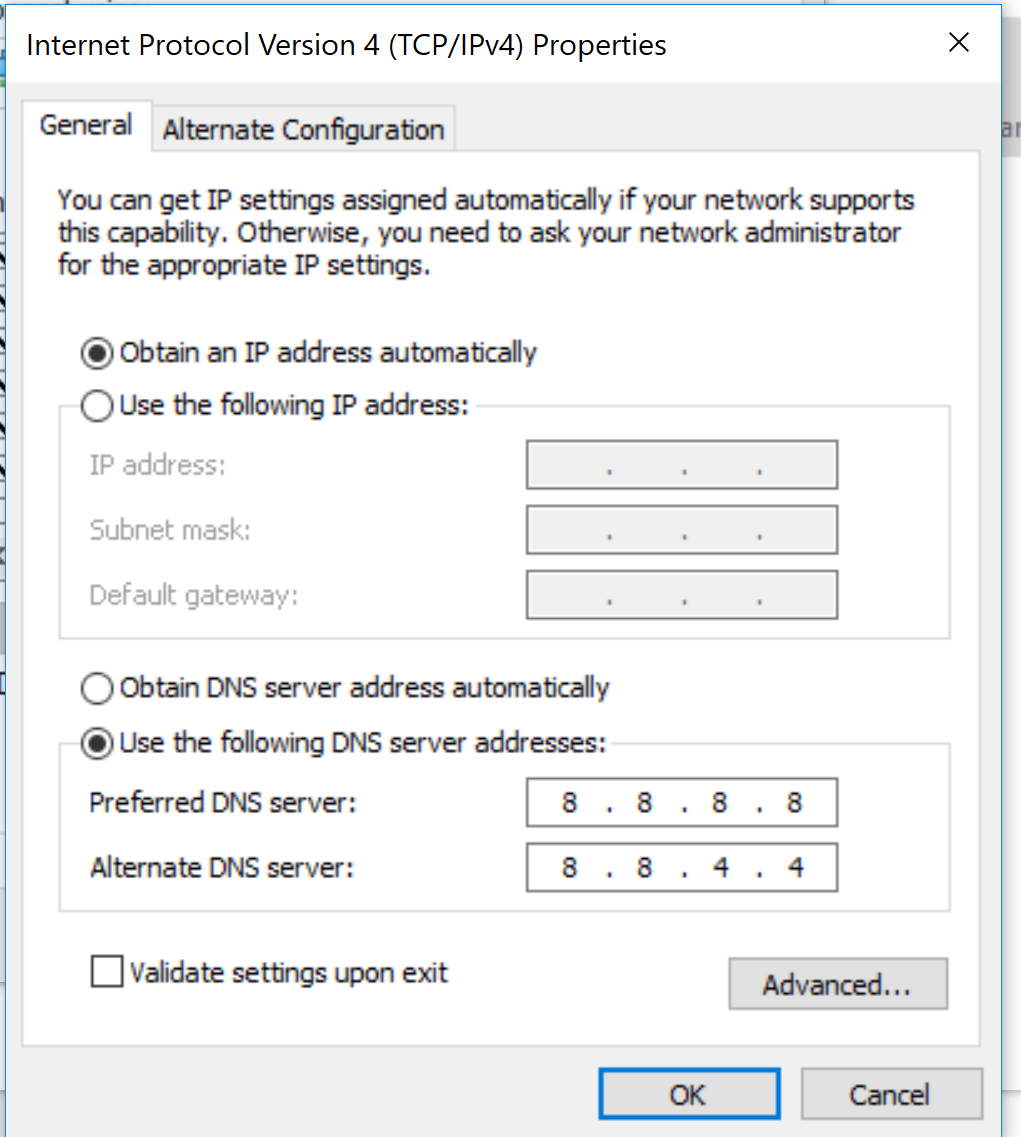 Internet Protocol Version 4 (TCP/IPv4) Properties
General
Alternate Configuration
You can get IP settings assigned automatically if your network supports
this capability. Otherwise, you need to ask your network administrator
for the appropriate IP settings.
Obtain an IP address automatically
Use the following IP address:
IP address: . . .
Subnet mask: . . .
Default gateway: . . .
Obtain DNS server address automatically
Use the following DNS server addresses:
Preferred DNS server: 8 . 8 . 8 . 8
Alternate DNS server: 8 . 8 . 4 . 4
Validate settings upon exit
Advanced...
OK
Cancel